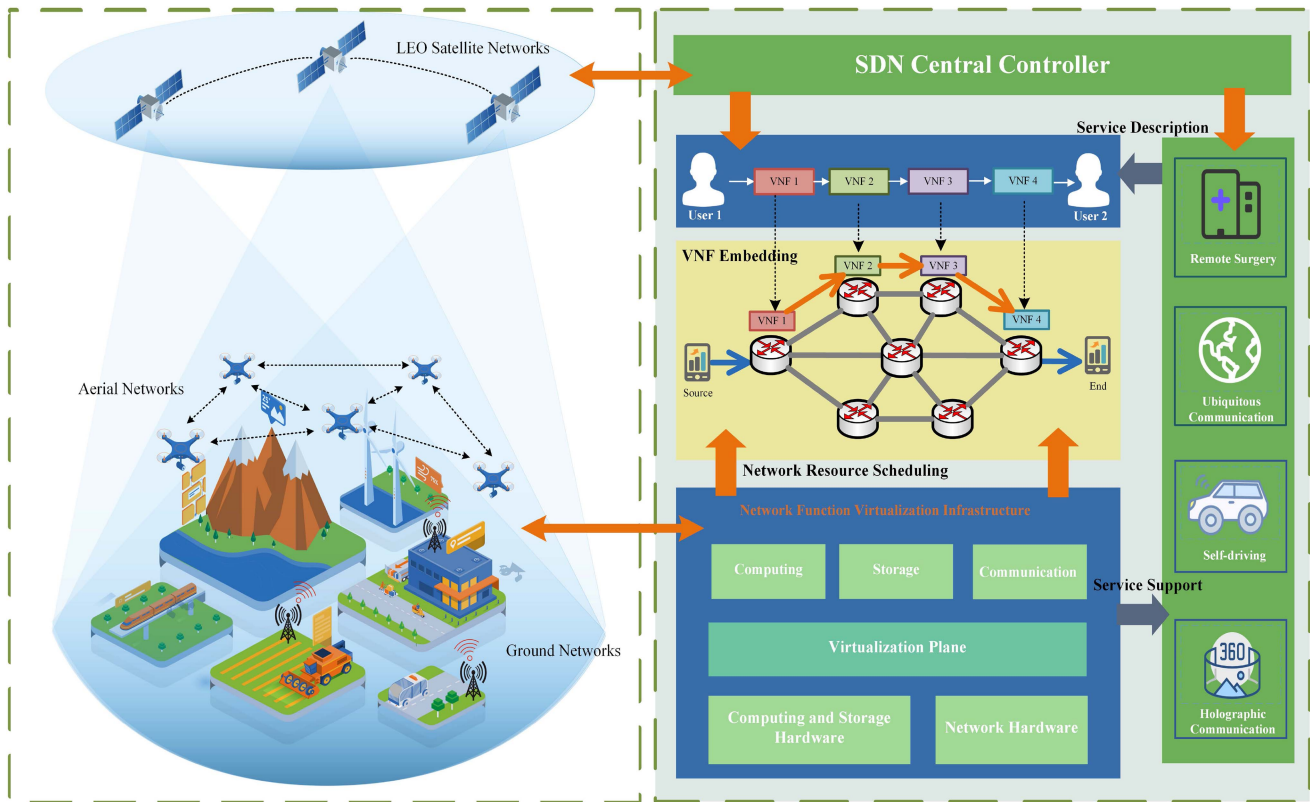 LEO Satellite Networks
Aerial Networks
Ground Networks
SDN Central Controller
Service Description
User 1
VNF 1
VNF 2
VNF 3
VNF 4
User 2
VNF Embedding
VNF 2
VNF 3
VNF 1
VNF 4
Source
End
Network Resource Scheduling
Network Function Virtualization Infrastructure
Computing
Storage
Communication
Virtualization Plane
Computing and Storage
Hardware
Network Hardware
Service Support
Remote Surgery
Ubiquitous
Communication
Self-driving
360
Holographic
Communication